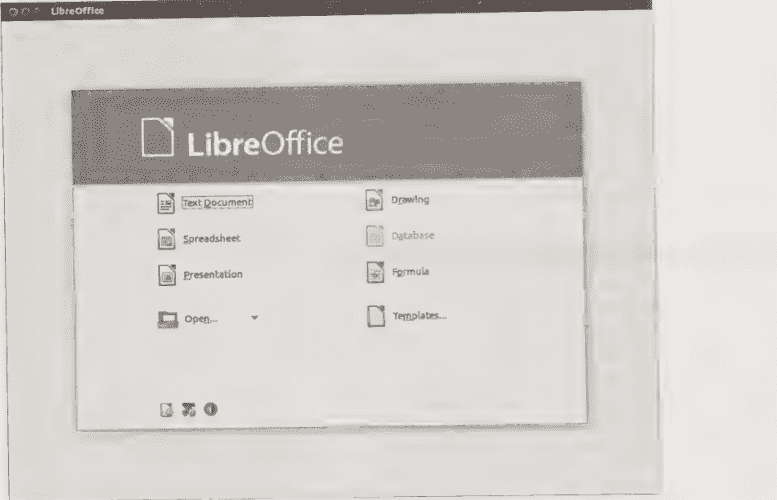 LibreOffice
LibreOffice
Text Document
Drawing
Spreadsheet
Database
Presentation
Formula
Open...
Templates...